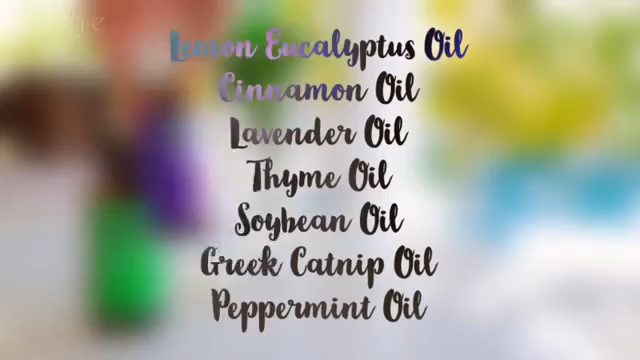 Lemon Eucalyptus Oil
Cinnamon Oil
Lavender Oil
Thyme Oil
Soybean Oil
Greek Catnip Oil
Peppermint Oil